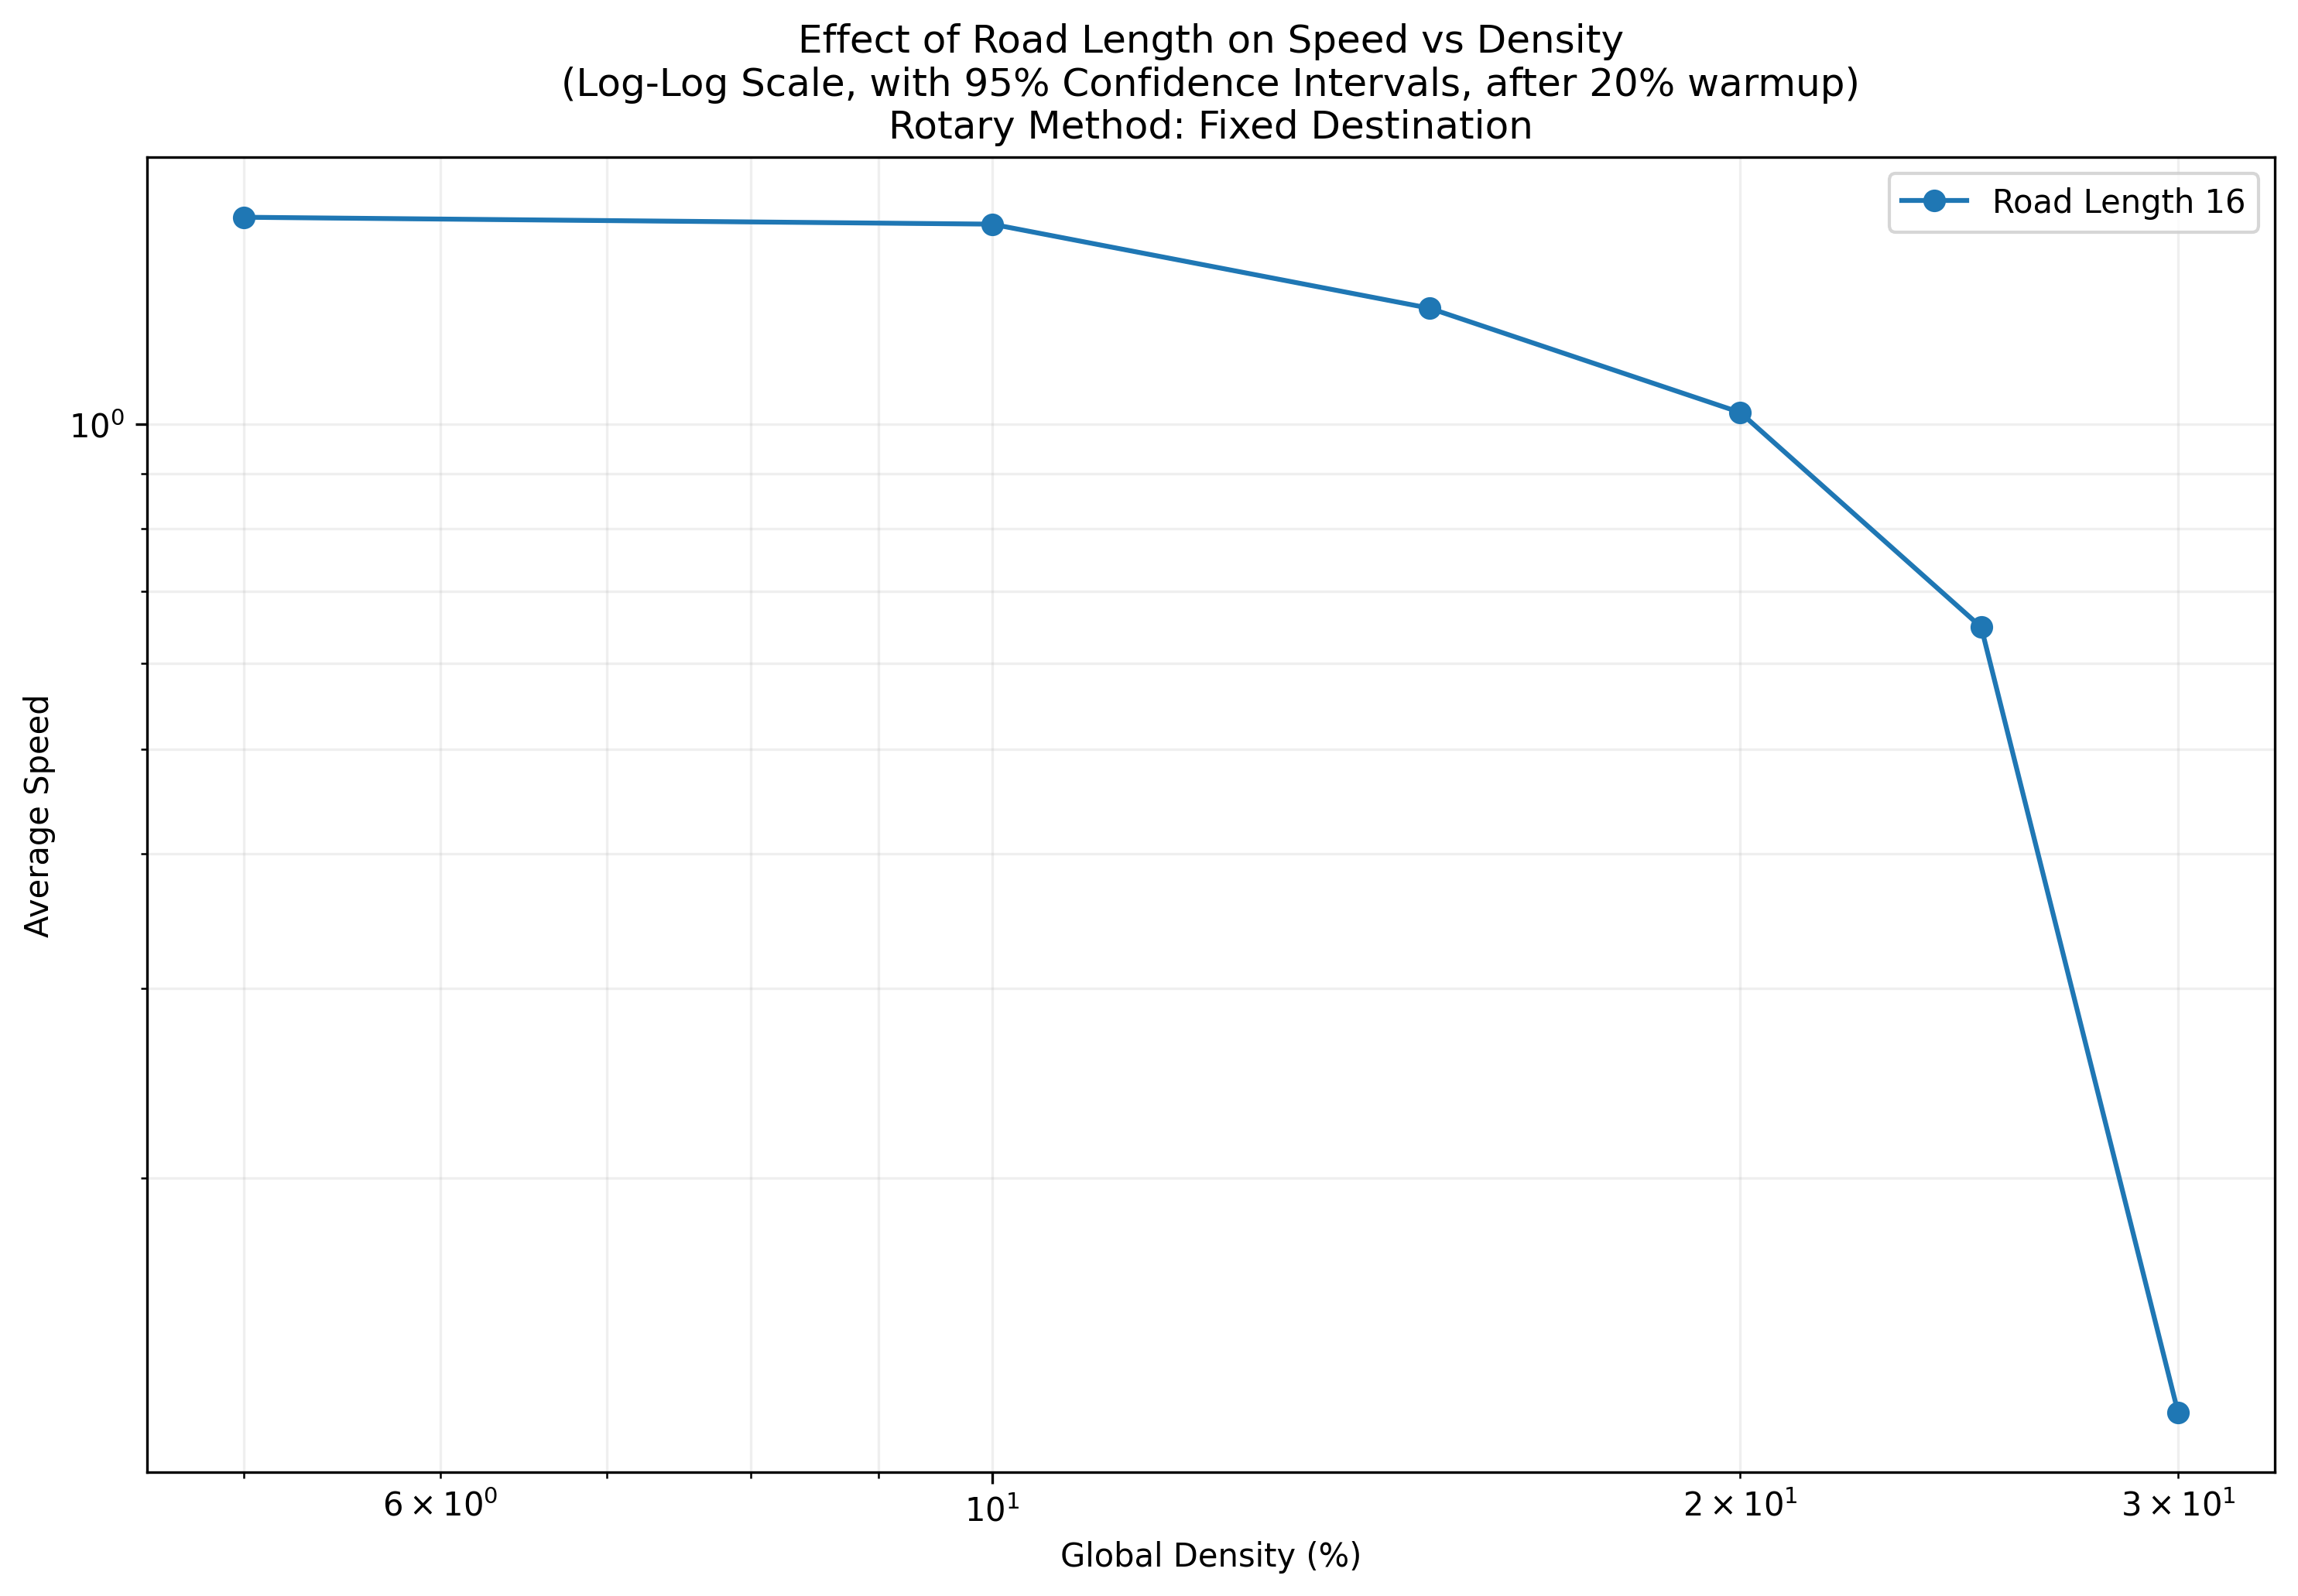 Effect of Road Length on Speed vs Density
(Log-Log Scale, with 95% Confidence Intervals, after 20% warmup)
Rotary Method: Fixed Destination
Road Length 16
10⁰
Average Speed
6 × 10⁰
10¹
2 × 10¹
3 × 10¹
Global Density (%)